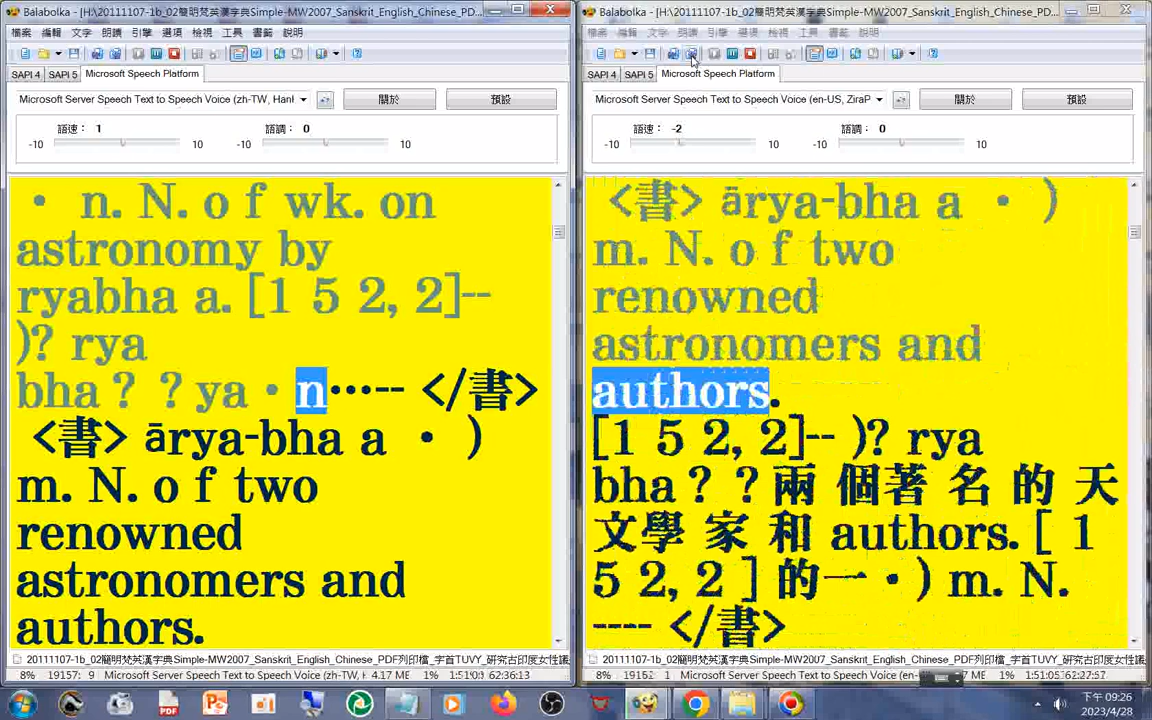 Balabolka - [H:\20111107-1b_02簡明梵英漢字典Simple-MW2007_Sanskrit_English_Chinese_PD...
檔案 編輯 文字 朗讀 引擎 選項 檢視 工具 書籤 說明
SAPI 4 SAPI 5 Microsoft Speech Platform
Microsoft Server Speech Text to Speech Voice (zh-TW, Hanl
關於 預設
語速： 1 語調： 0
-10 10 -10 10
• n. N. o f wk. on
astronomy by
ryabha a. [1 5 2, 2]--
)? rya
bha ? ? ya • n…-- </書>
<書> ārya-bha a • )
m. N. o f two
renowned
astronomers and
authors.
20111107-1b_02簡明梵英漢字典Simple-MW2007_Sanskrit_English_Chinese_PDF列印檔_字首TUVY_研究古印度女性議
8% 19157: 9 Microsoft Server Speech Text to Speech Voice (zh-TW, H 4.17 ME 1% 62:36:13
Balabolka - [H:\20111107-1b_02簡明梵英漢字典Simple-MW2007_Sanskrit_English_Chinese_PDF...
檔案 編輯 文字 朗讀 引擎 選項 檢視 工具 書籤 說明
SAPI 4 SAPI 5 Microsoft Speech Platform
Microsoft Server Speech Text to Speech Voice (en-US, ZiraP
關於 預設
語速： -2 語調： 0
-10 10 -10 10
<書> ārya-bha a • )
m. N. o f two
renowned
astronomers and
authors.
[1 5 2, 2]-- )? rya
bha ? ? 兩 個著 名 的 天
文學 家 和 authors. [ 1
5 2, 2 ] 的一 • ) m. N.
---- </書>
20111107-1b_02簡明梵英漢字典Simple-MW2007_Sanskrit_English_Chinese_PDF列印檔_字首TUVY_研究古印度女性議
8% Microsoft Server Speech Text to Speech Voice (en- 4.17 ME 1%
下午 09:26
2023/4/28